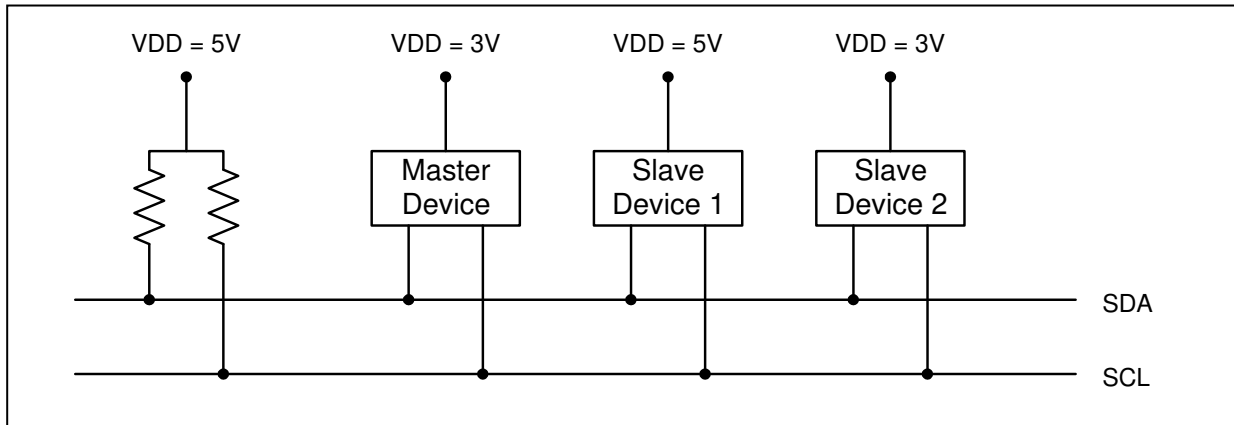 VDD = 5V
VDD = 3V
VDD = 5V
VDD = 3V
Master
Device
Slave
Device 1
Slave
Device 2
SDA
SCL